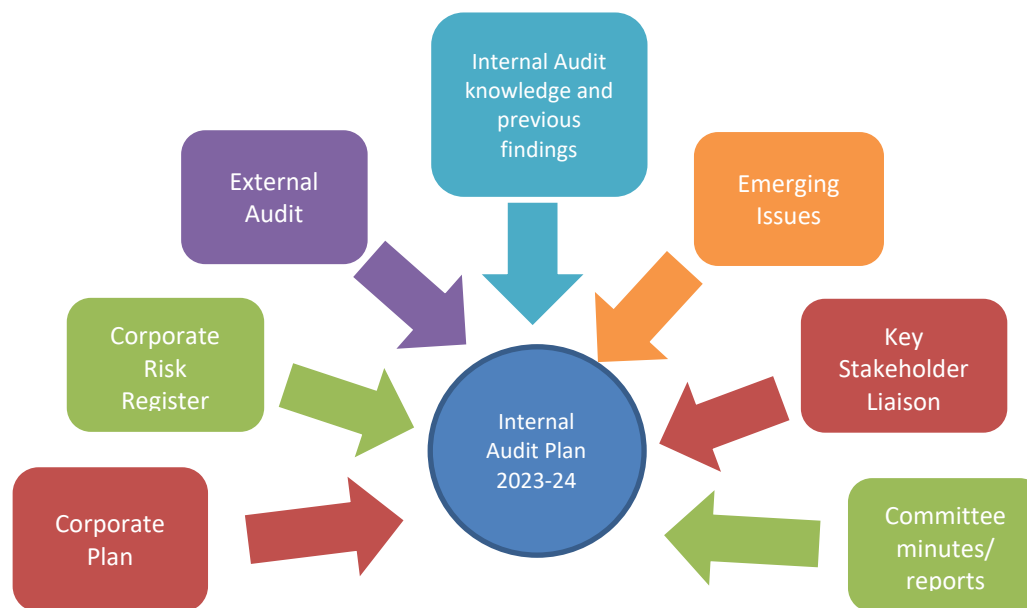 Internal Audit
knowledge and
previous
findings
External
Audit
Emerging
Issues
Corporate
Risk
Register
Key
Stakeholder
Liaison
Internal
Audit Plan
2023-24
Corporate
Plan
Committee
minutes/
reports